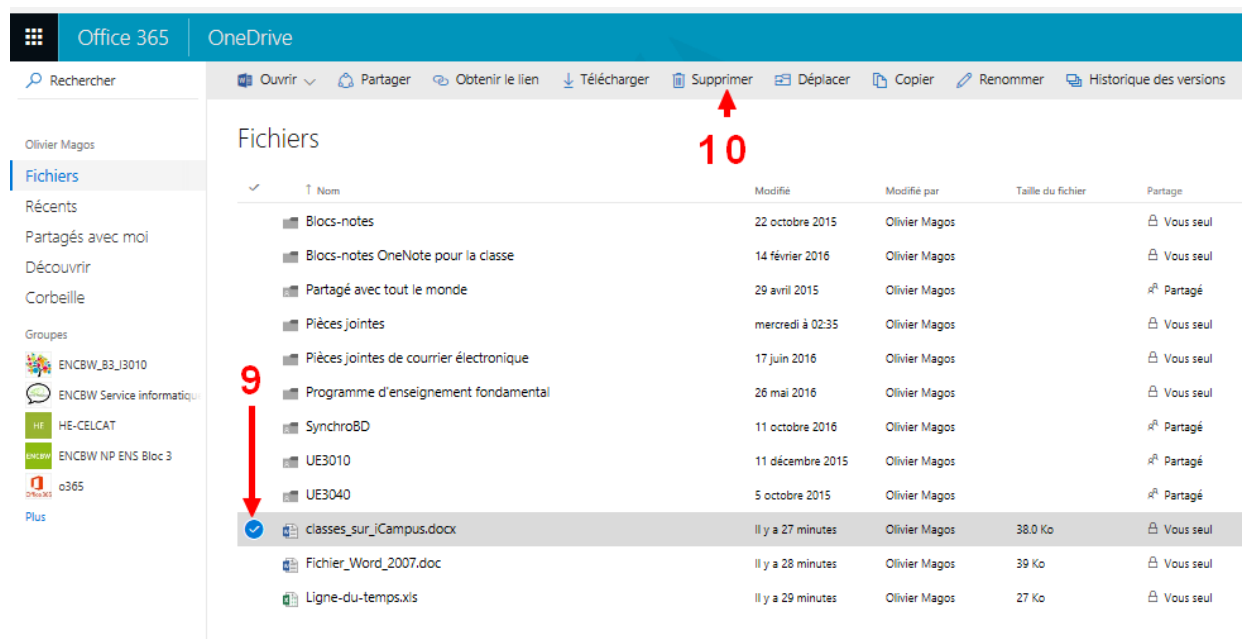 Office 365 OneDrive
Rechercher Ouvrir Partager Obtenir le lien Télécharger Supprimer Déplacer Copier Renommer Historique des versions
10
Olivier Magos
Fichiers
Récents
Partagés avec moi
Découvrir
Corbeille
Groupes
ENCBW_B3_I3010
ENCBW Service informatiqu
HE HE-CELCAT
ENCBW ENCBW NP ENS Bloc 3
Office 365 o365
Plus
Fichiers
Nom Modifié Modifié par Taille du fichier Partage
Blocs-notes 22 octobre 2015 Olivier Magos Vous seul
Blocs-notes OneNote pour la classe 14 février 2016 Olivier Magos Vous seul
Partagé avec tout le monde 29 avril 2015 Olivier Magos Partagé
Pièces jointes mercredi à 02:35 Olivier Magos Vous seul
Pièces jointes de courrier électronique 17 juin 2016 Olivier Magos Vous seul
9
Programme d'enseignement fondamental 26 mai 2016 Olivier Magos Vous seul
SynchroBD 11 octobre 2016 Olivier Magos Partagé
UE3010 11 décembre 2015 Olivier Magos Partagé
UE3040 5 octobre 2015 Olivier Magos Partagé
classes_sur_iCampus.docx Il y a 27 minutes Olivier Magos 38.0 Ko Vous seul
Fichier_Word_2007.doc Il y a 28 minutes Olivier Magos 39 Ko Vous seul
Ligne-du-temps.xls Il y a 29 minutes Olivier Magos 27 Ko Vous seul